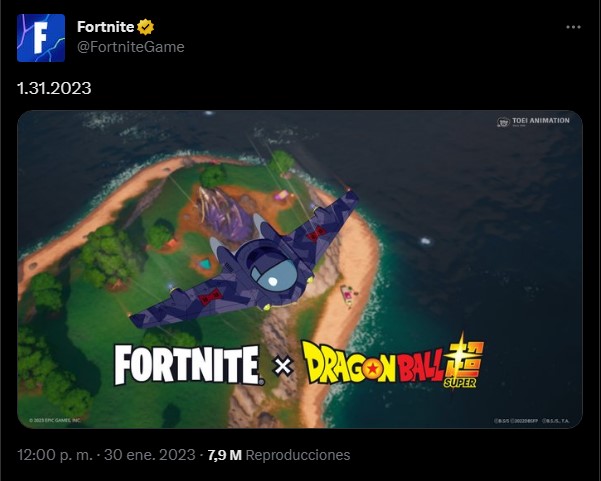 Fortnite
@FortniteGame
1.31.2023
TOEI ANIMATION
FORTNITE × DRAGON BALL 超
SUPER
© 2023 EPIC GAMES, INC.
12:00 p. m. · 30 ene. 2023 · 7,9 M Reproducciones